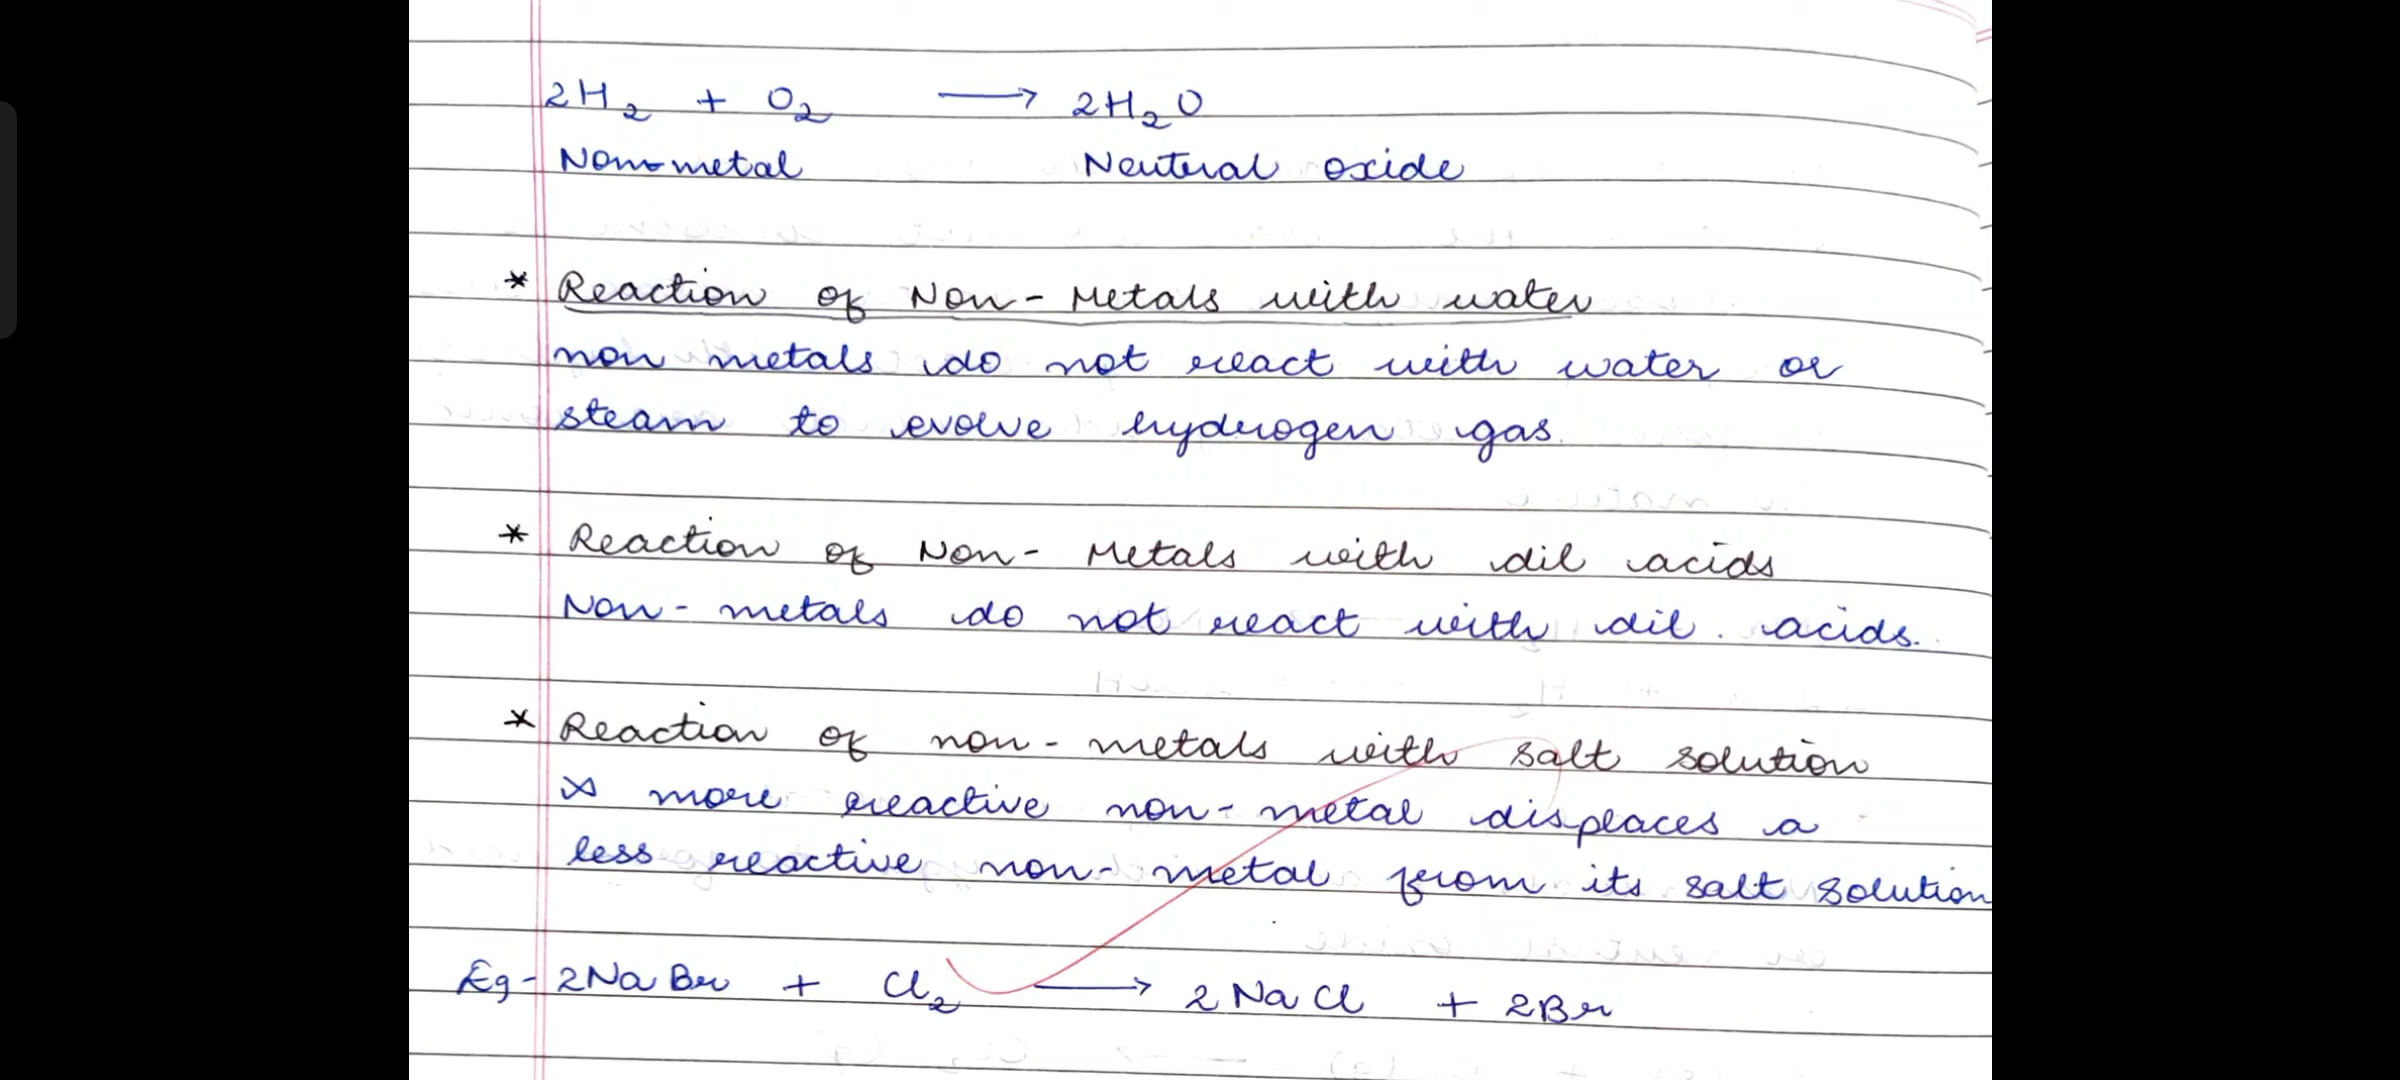 2H₂ + O₂ ⟶ 2H₂O
Non-metal Neutral oxide
* Reaction of Non-Metals with water
non metals do not react with water or
steam to evolve hydrogen gas
* Reaction of Non-Metals with dil acids
Non-metals do not react with dil. acids.
* Reaction of non-metals with salt solution
more reactive non-metal displaces a
less reactive non-metal from its salt solution
Eg- 2NaBr + Cl₂ ⟶ 2NaCl + 2Br